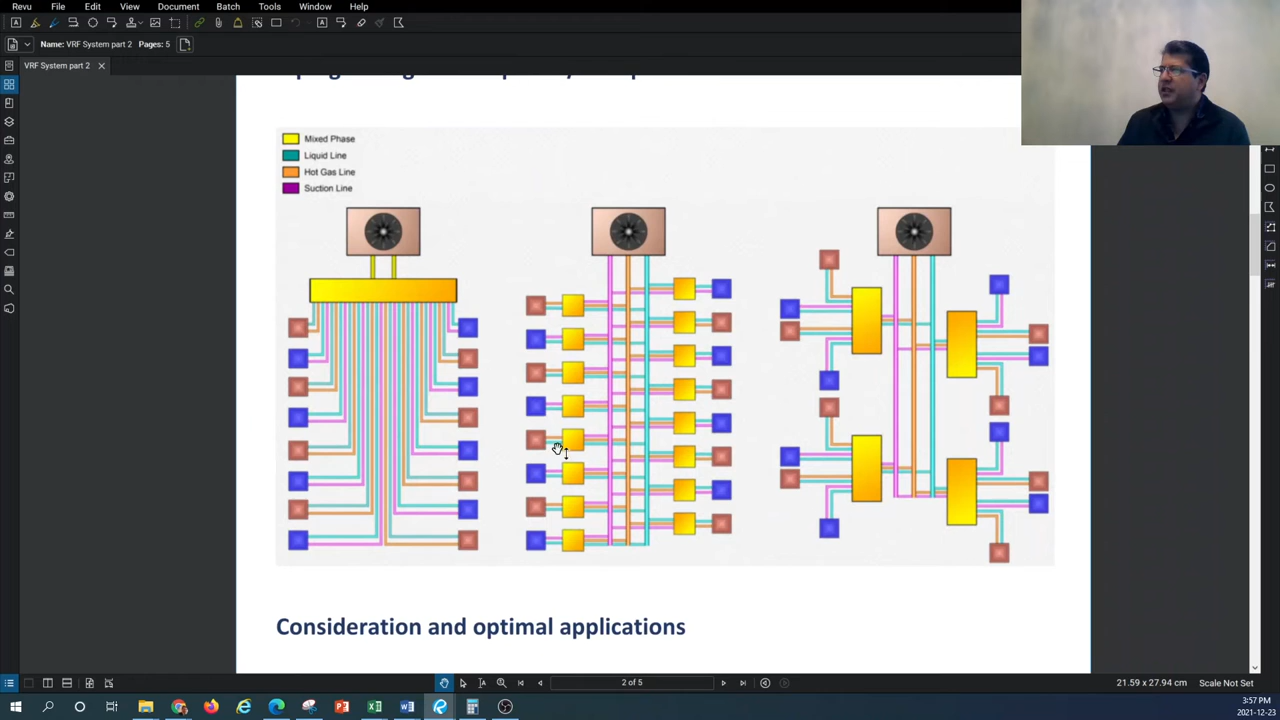 Revu File Edit View Document Batch Tools Window Help
Name: VRF System part 2 Pages: 5
VRF System part 2
Mixed Phase
Liquid Line
Hot Gas Line
Suction Line
Consideration and optimal applications
2 of 5
21.59 x 27.94 cm Scale Not Set
3:57 PM
2021-12-23